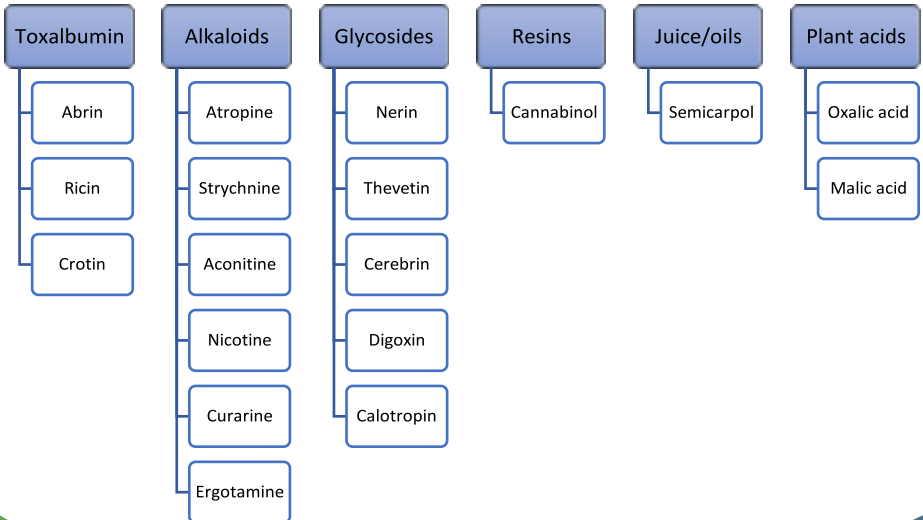 Toxalbumin
Abrin
Ricin
Crotin
Alkaloids
Atropine
Strychnine
Aconitine
Nicotine
Curarine
Ergotamine
Glycosides
Nerin
Thevetin
Cerebrin
Digoxin
Calotropin
Resins
Cannabinol
Juice/oils
Semicarpol
Plant acids
Oxalic acid
Malic acid